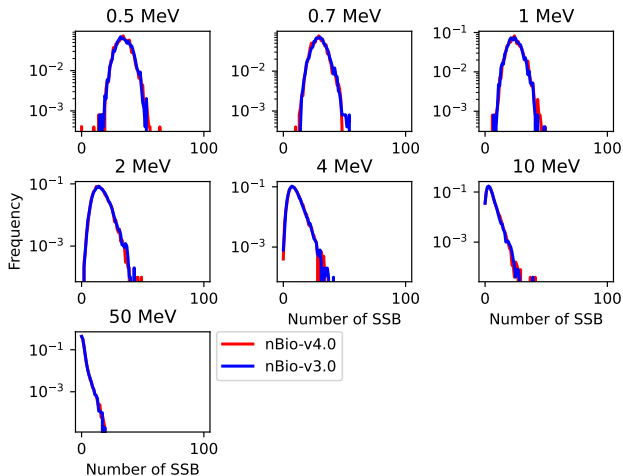 0.5 MeV
0.7 MeV
1 MeV
10⁻²
10⁻³
0
100
10⁻²
10⁻³
0
100
10⁻¹
10⁻²
10⁻³
0
100
2 MeV
4 MeV
10 MeV
Frequency
10⁻¹
10⁻³
0
100
10⁻¹
10⁻³
0
100
Number of SSB
10⁻¹
10⁻³
0
100
Number of SSB
50 MeV
10⁻¹
10⁻³
0
100
Number of SSB
nBio-v4.0
nBio-v3.0